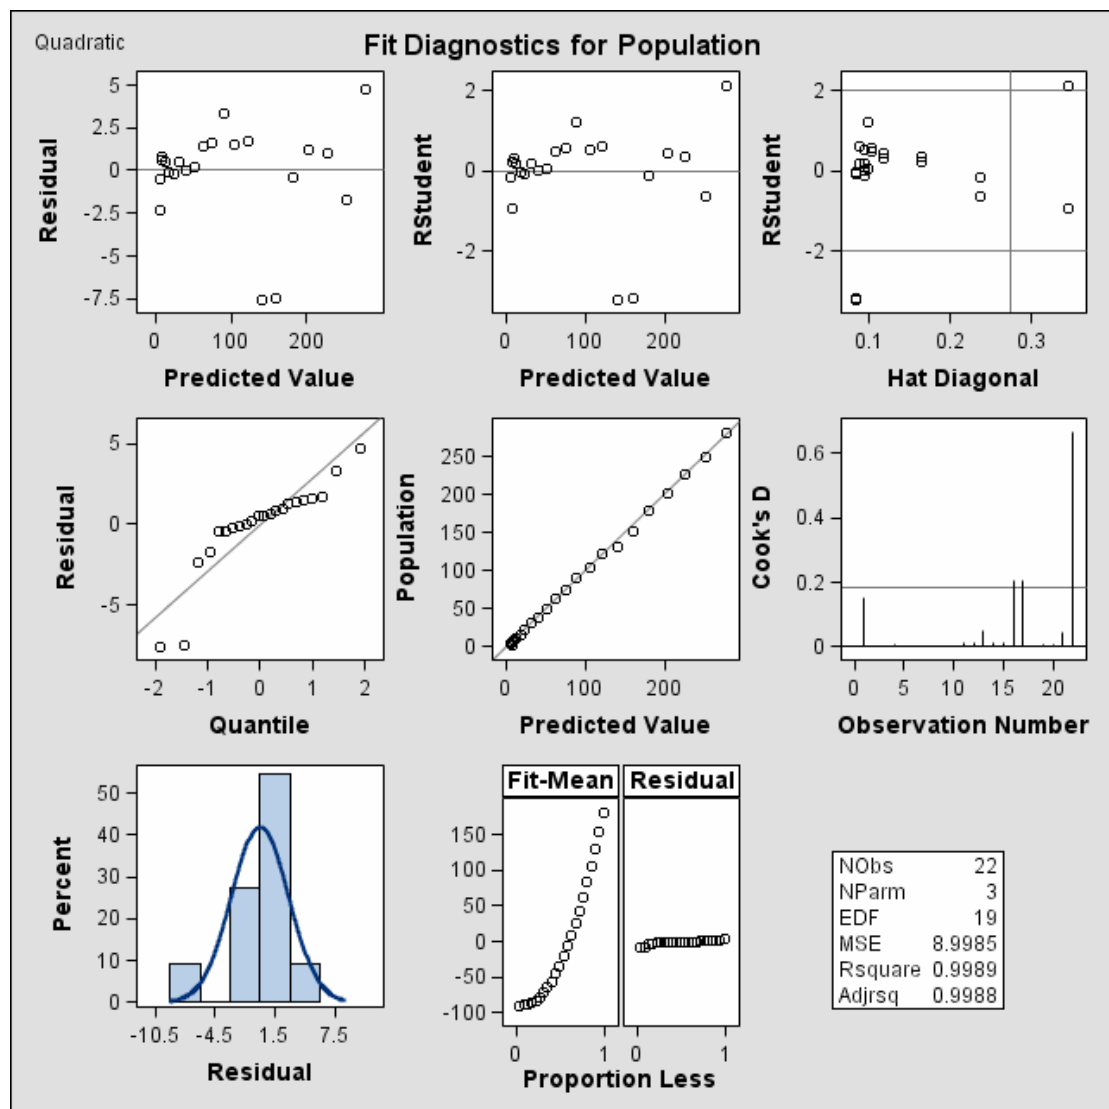 Quadratic
Fit Diagnostics for Population
Residual
5
2.5
0
-2.5
-5
-7.5
0 100 200
Predicted Value
RStudent
2
0
-2
0 100 200
Predicted Value
RStudent
2
0
-2
0.1 0.2 0.3
Hat Diagonal
Residual
5
0
-5
-2 -1 0 1 2
Quantile
Population
250
200
150
100
50
0
0 100 200
Predicted Value
Cook's D
0.6
0.4
0.2
0
0 5 10 15 20
Observation Number
Percent
50
40
30
20
10
0
-10.5 -4.5 1.5 7.5
Residual
Fit-Mean Residual
150
100
50
0
-50
-100
0 1 0 1
Proportion Less
NObs 22
NParm 3
EDF 19
MSE 8.9985
Rsquare 0.9989
Adjrsq 0.9988